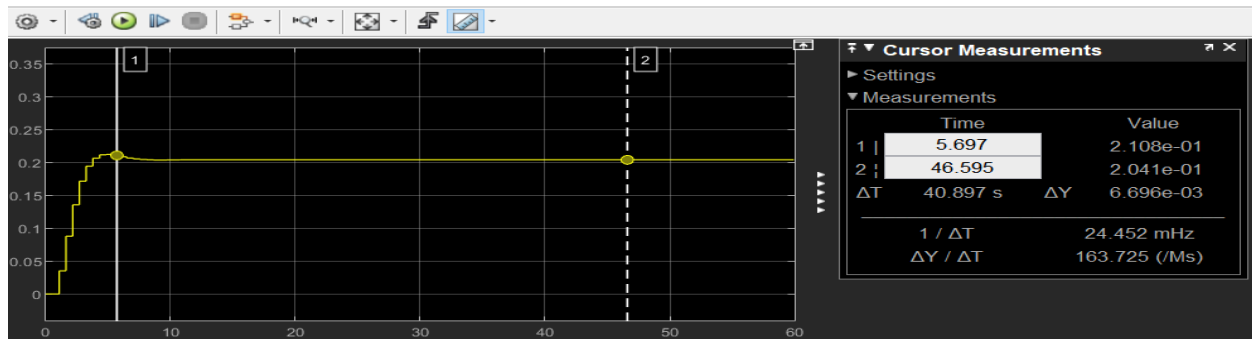 Cursor Measurements
Settings
Measurements
Time Value
1 | 5.697 2.108e-01
2 ¦ 46.595 2.041e-01
ΔT 40.897 s ΔY 6.696e-03
1 / ΔT 24.452 mHz
ΔY / ΔT 163.725 (/Ms)
1 2
0.35
0.3
0.25
0.2
0.15
0.1
0.05
0
0 10 20 30 40 50 60